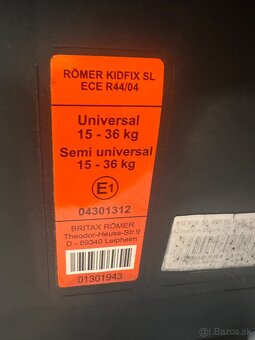 RÖMER KIDFIX SL
ECE R44/04
Universal
15 - 36 kg
Semi universal
15 - 36 kg
E1
04301312
BRITAX RÖMER
Theodor-Heuss-Str.9
D - 89340 Leipheim
01301943
Bazos.sk